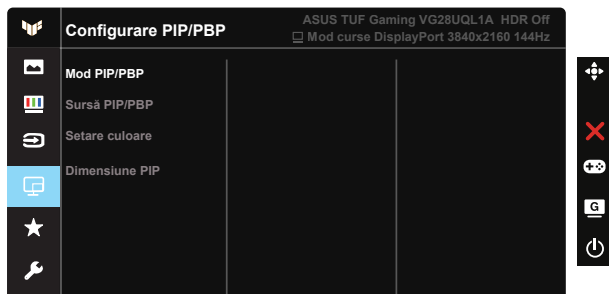 Configurare PIP/PBP
ASUS TUF Gaming VG28UQL1A HDR Off
Mod curse DisplayPort 3840x2160 144Hz
Mod PIP/PBP
Sursă PIP/PBP
Setare culoare
Dimensiune PIP
G